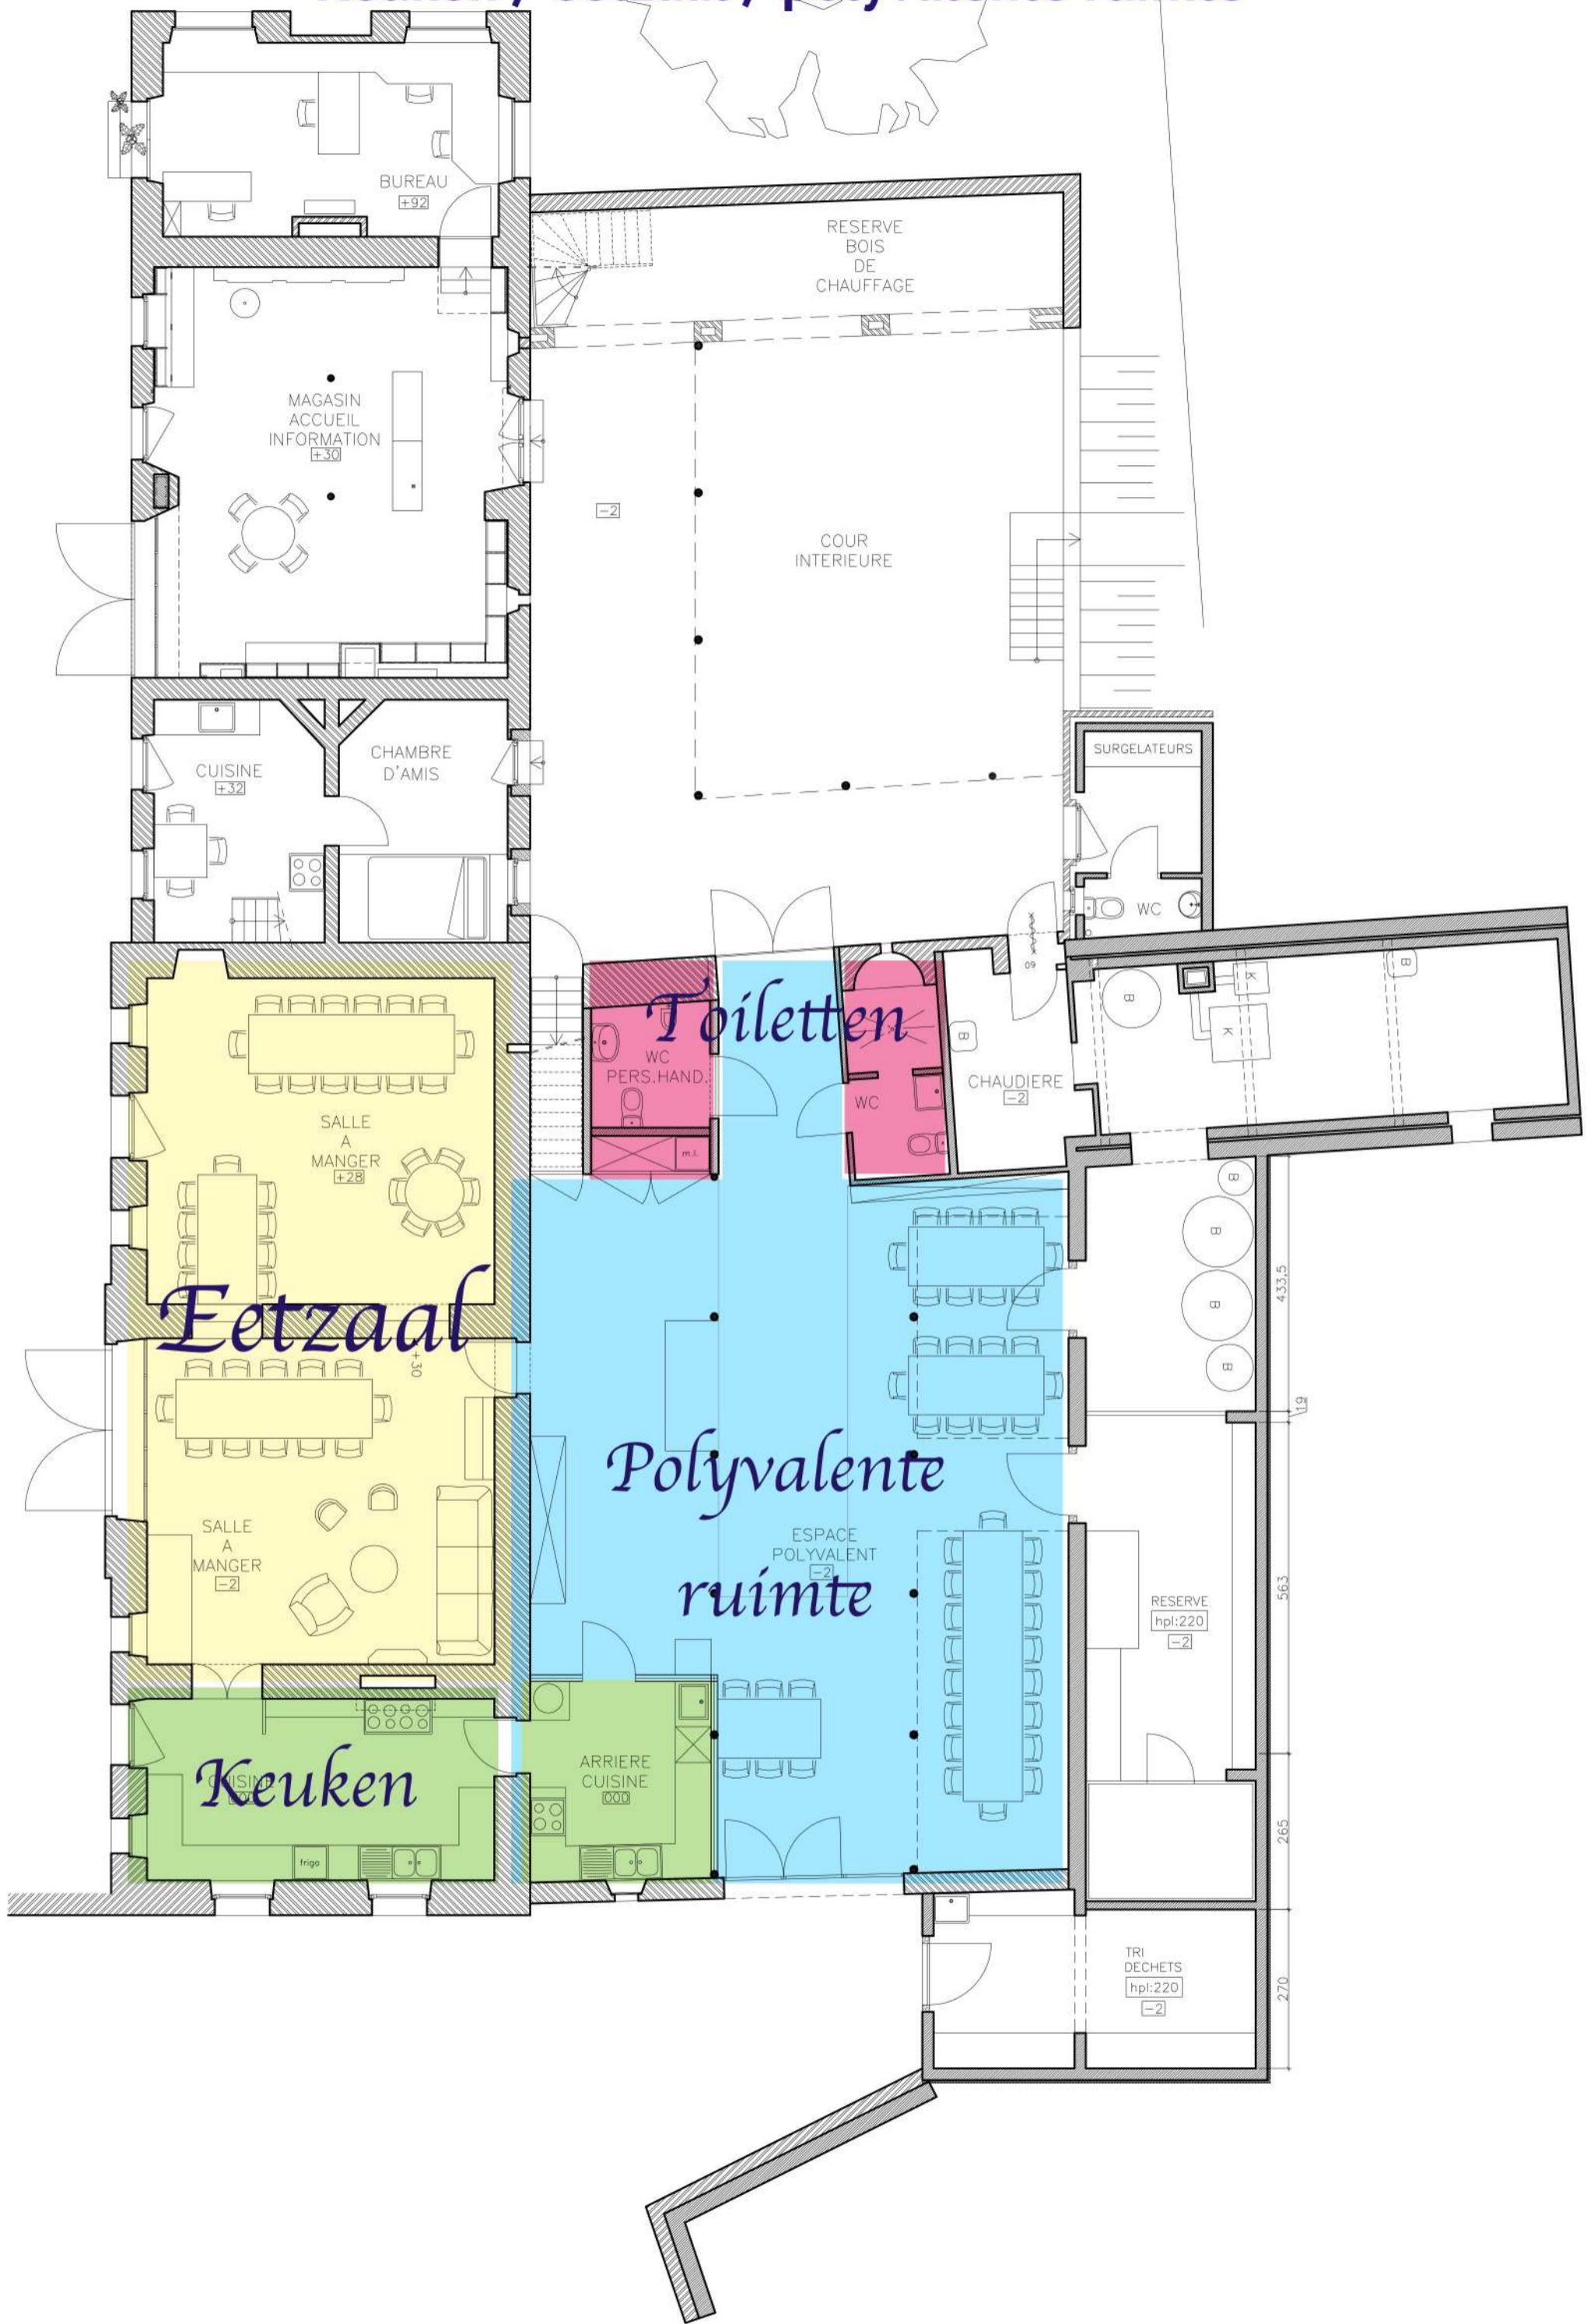 BUREAU
+92
RESERVE
BOIS
DE
CHAUFFAGE
MAGASIN
ACCUEIL
INFORMATION
+30
-2
COUR
INTERIEURE
CUISINE
+32
CHAMBRE
D'AMIS
SURGELATEURS
WC
60
B
K
K
B
Toiletten
WC
PERS.HAND.
m.l.
WC
B
CHAUDIERE
-2
SALLE
A
MANGER
+28
B
B
B
B
433,5
19
Eetzaal
+30
Polyvalente
ruimte
ESPACE
POLYVALENT
-2
SALLE
A
MANGER
-2
RESERVE
hpl:220
-2
563
Keuken
CUISINE
ARRIERE
CUISINE
000
frigo
265
TRI
DECHETS
hpl:220
-2
270